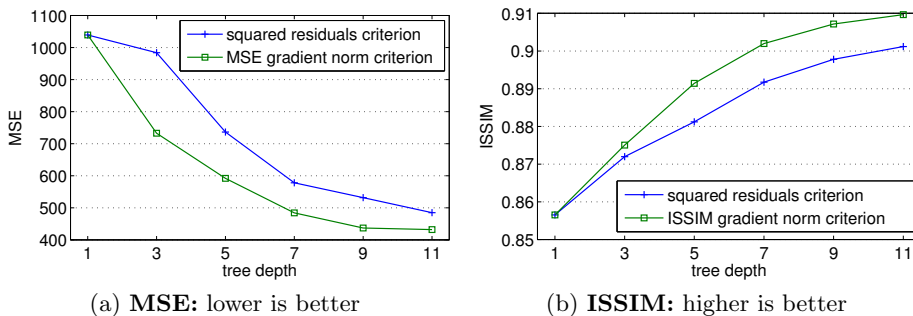 1100
1000
900
800
700
600
500
400
MSE
1 3 5 7 9 11
tree depth
squared residuals criterion
MSE gradient norm criterion
(a) MSE: lower is better
0.91
0.9
0.89
0.88
0.87
0.86
0.85
ISSIM
1 3 5 7 9 11
tree depth
squared residuals criterion
ISSIM gradient norm criterion
(b) ISSIM: higher is better